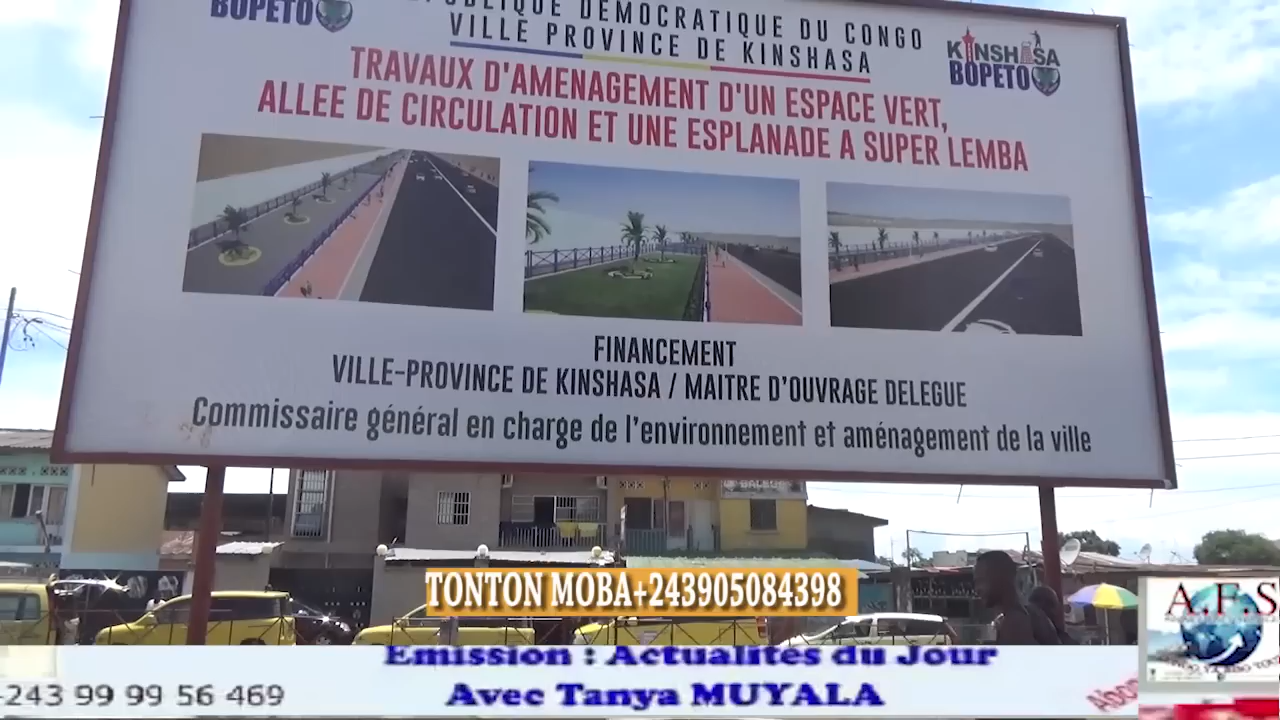 BOPETO
RÉPUBLIQUE DÉMOCRATIQUE DU CONGO
VILLE PROVINCE DE KINSHASA
KINSHASA
BOPETO
TRAVAUX D'AMENAGEMENT D'UN ESPACE VERT,
ALLEE DE CIRCULATION ET UNE ESPLANADE A SUPER LEMBA
FINANCEMENT
VILLE-PROVINCE DE KINSHASA / MAITRE D'OUVRAGE DELEGUE
Commissaire général en charge de l'environnement et aménagement de la ville
TONTON MOBA+243905084398
A.F.S
Emission : Actualités du Jour
-243 99 99 56 469
Avec Tanya MUYALA